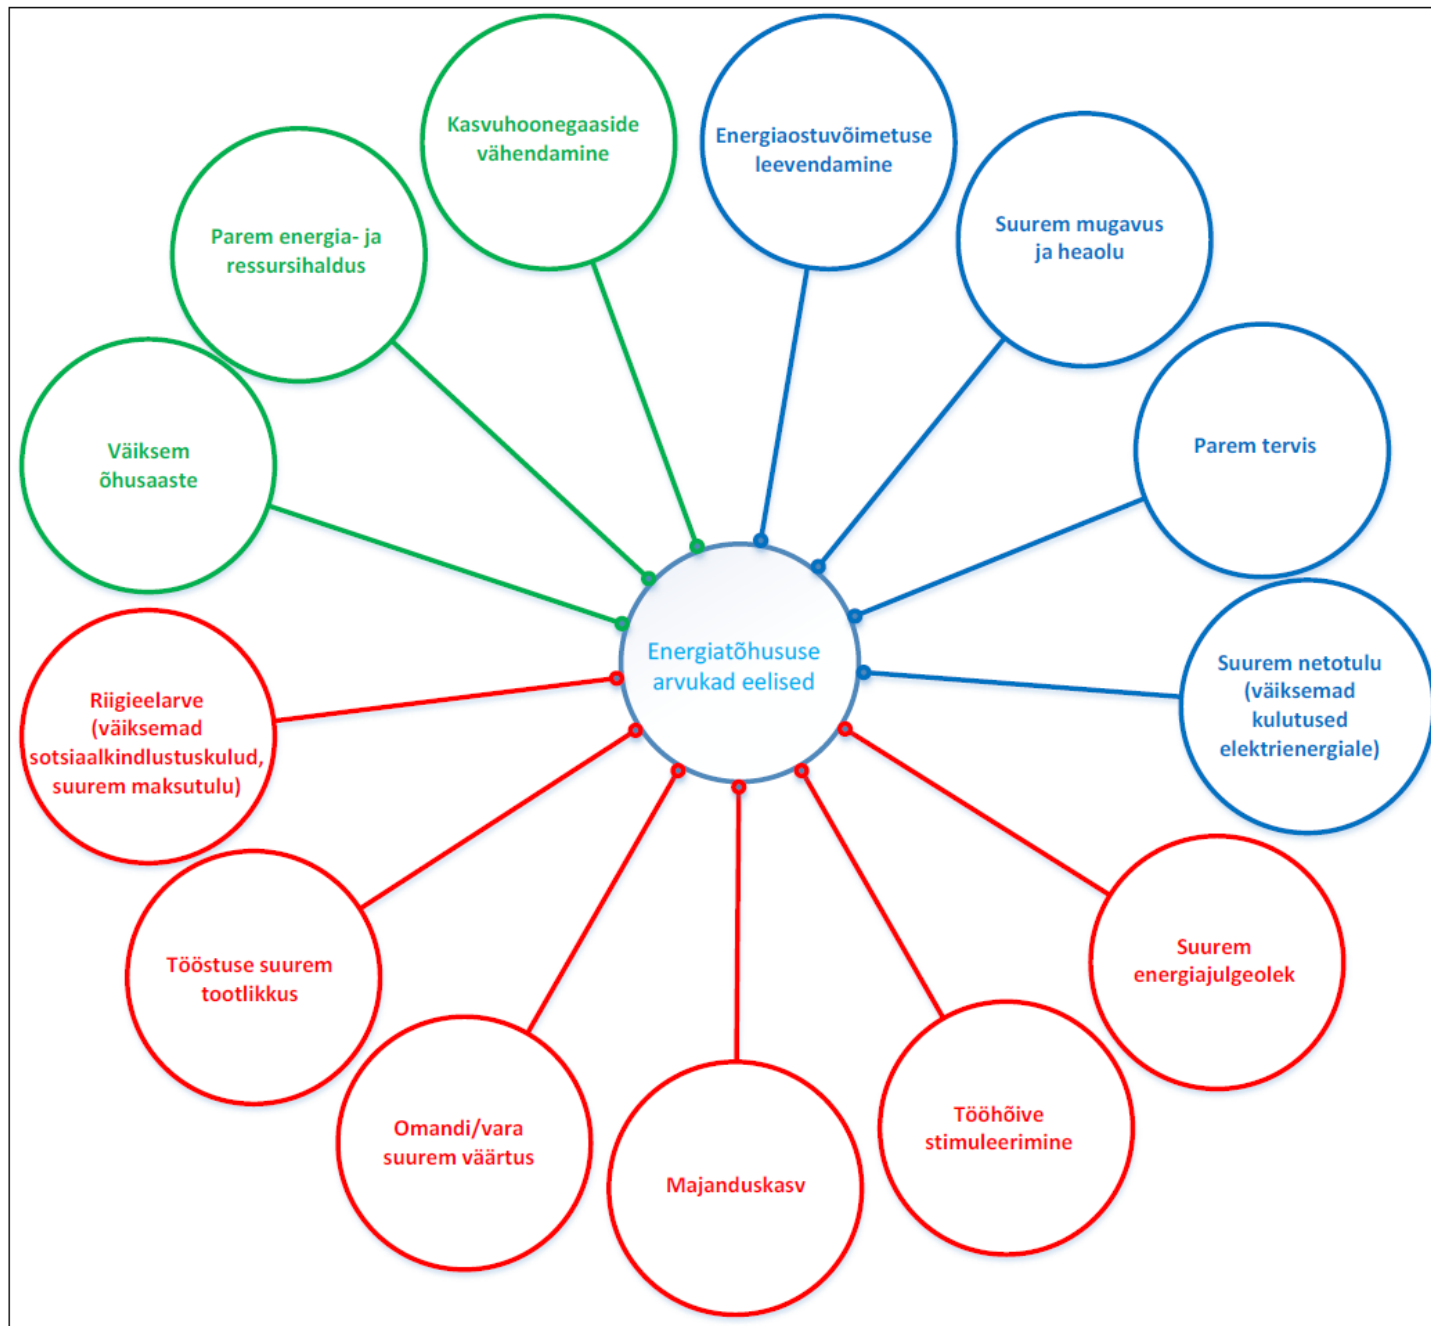 Kasvuhoonegaaside
vähendamine
Energiaostuvõimetuse
leevendamine
Suurem mugavus
ja heaolu
Parem energia- ja
ressursihaldus
Parem tervis
Väiksem
õhusaaste
Energiatõhususe
arvukad eelised
Suurem netotulu
(väiksemad
kulutused
elektrienergiale)
Riigieelarve
(väiksemad
sotsiaalkindlustuskulud,
suurem maksutulu)
Suurem
energiajulgeolek
Tööstuse suurem
tootlikkus
Tööhõive
stimuleerimine
Omandi/vara
suurem väärtus
Majanduskasv